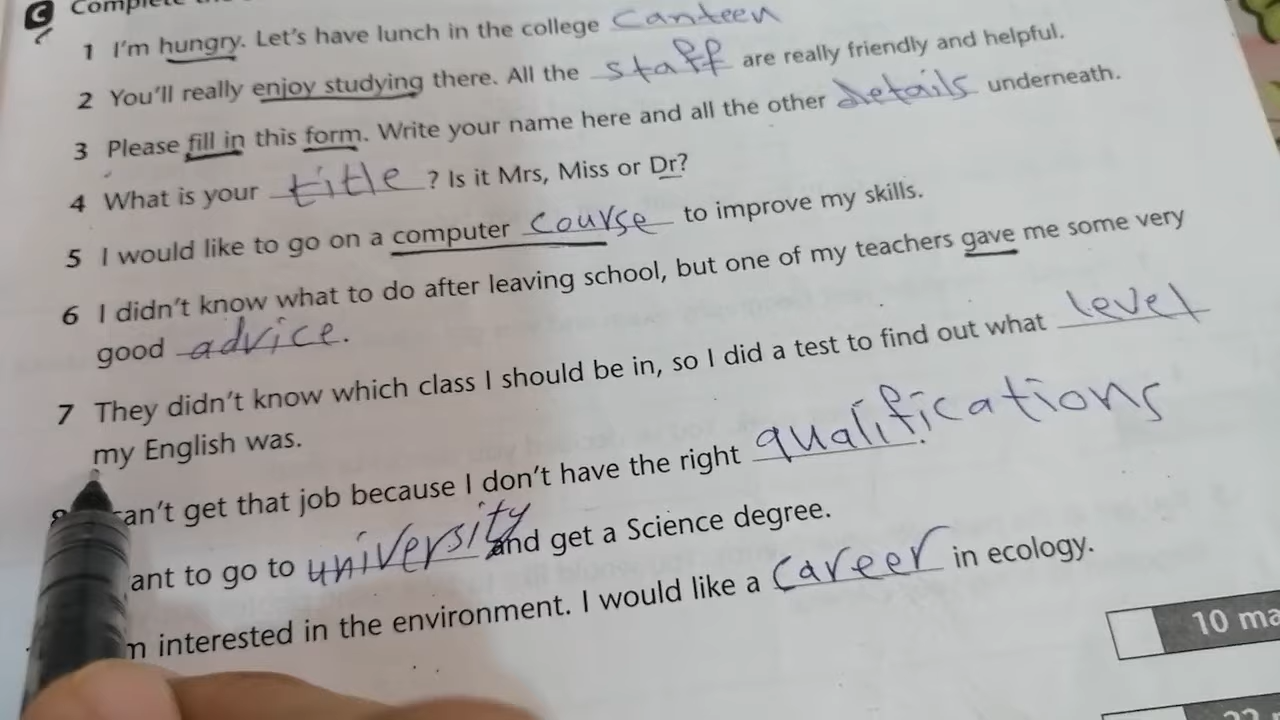 C Complete the
1 I'm hungry. Let's have lunch in the college canteen
2 You'll really enjoy studying there. All the staff are really friendly and helpful.
3 Please fill in this form. Write your name here and all the other details underneath.
4 What is your title ? Is it Mrs, Miss or Dr?
5 I would like to go on a computer course to improve my skills.
6 I didn't know what to do after leaving school, but one of my teachers gave me some very
good advice.
7 They didn't know which class I should be in, so I did a test to find out what level
my English was.
can't get that job because I don't have the right qualifications
ant to go to university and get a Science degree.
m interested in the environment. I would like a career in ecology.
10 ma